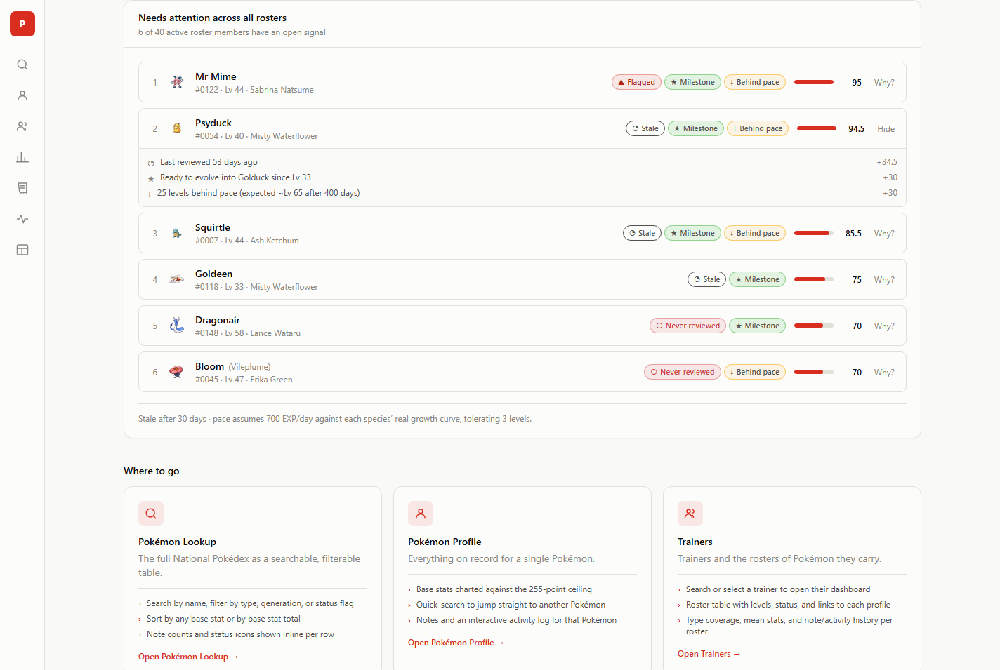 P
Needs attention across all rosters
6 of 40 active roster members have an open signal
1
Mr Mime
#0122 · Lv 44 · Sabrina Natsume
▲ Flagged
★ Milestone
↓ Behind pace
95
Why?
2
Psyduck
#0054 · Lv 40 · Misty Waterflower
◔ Stale
★ Milestone
↓ Behind pace
94.5
Hide
◔ Last reviewed 53 days ago +34.5
★ Ready to evolve into Golduck since Lv 33 +30
↓ 25 levels behind pace (expected ~Lv 65 after 400 days) +30
3
Squirtle
#0007 · Lv 44 · Ash Ketchum
◔ Stale
★ Milestone
↓ Behind pace
85.5
Why?
4
Goldeen
#0118 · Lv 33 · Misty Waterflower
◔ Stale
★ Milestone
75
Why?
5
Dragonair
#0148 · Lv 58 · Lance Wataru
○ Never reviewed
★ Milestone
70
Why?
6
Bloom (Vileplume)
#0045 · Lv 47 · Erika Green
○ Never reviewed
↓ Behind pace
70
Why?
Stale after 30 days · pace assumes 700 EXP/day against each species’ real growth curve, tolerating 3 levels.
Where to go
Pokémon Lookup
The full National Pokédex as a searchable, filterable
table.
› Search by name, filter by type, generation, or status flag
› Sort by any base stat or by base stat total
› Note counts and status icons shown inline per row
Open Pokémon Lookup →
Pokémon Profile
Everything on record for a single Pokémon.
› Base stats charted against the 255-point ceiling
› Quick-search to jump straight to another Pokémon
› Notes and an interactive activity log for that Pokémon
Open Pokémon Profile →
Trainers
Trainers and the rosters of Pokémon they carry.
› Search or select a trainer to open their dashboard
› Roster table with levels, status, and links to each profile
› Type coverage, mean stats, and note/activity history per
roster
Open Trainers →